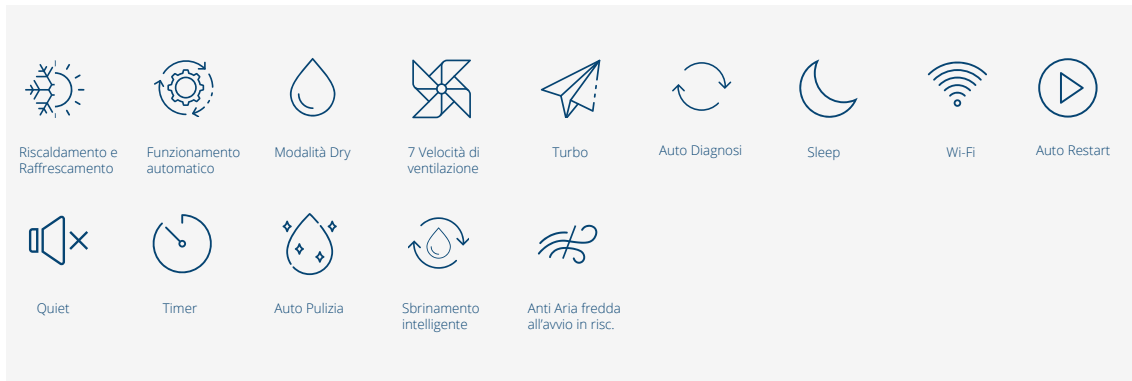 Riscaldamento e
Raffrescamento
Funzionamento
automatico
Modalità Dry
7 Velocità di
ventilazione
Turbo
Auto Diagnosi
Sleep
Wi-Fi
Auto Restart
Quiet
Timer
Auto Pulizia
Sbrinamento
intelligente
Anti Aria fredda
all'avvio in risc.